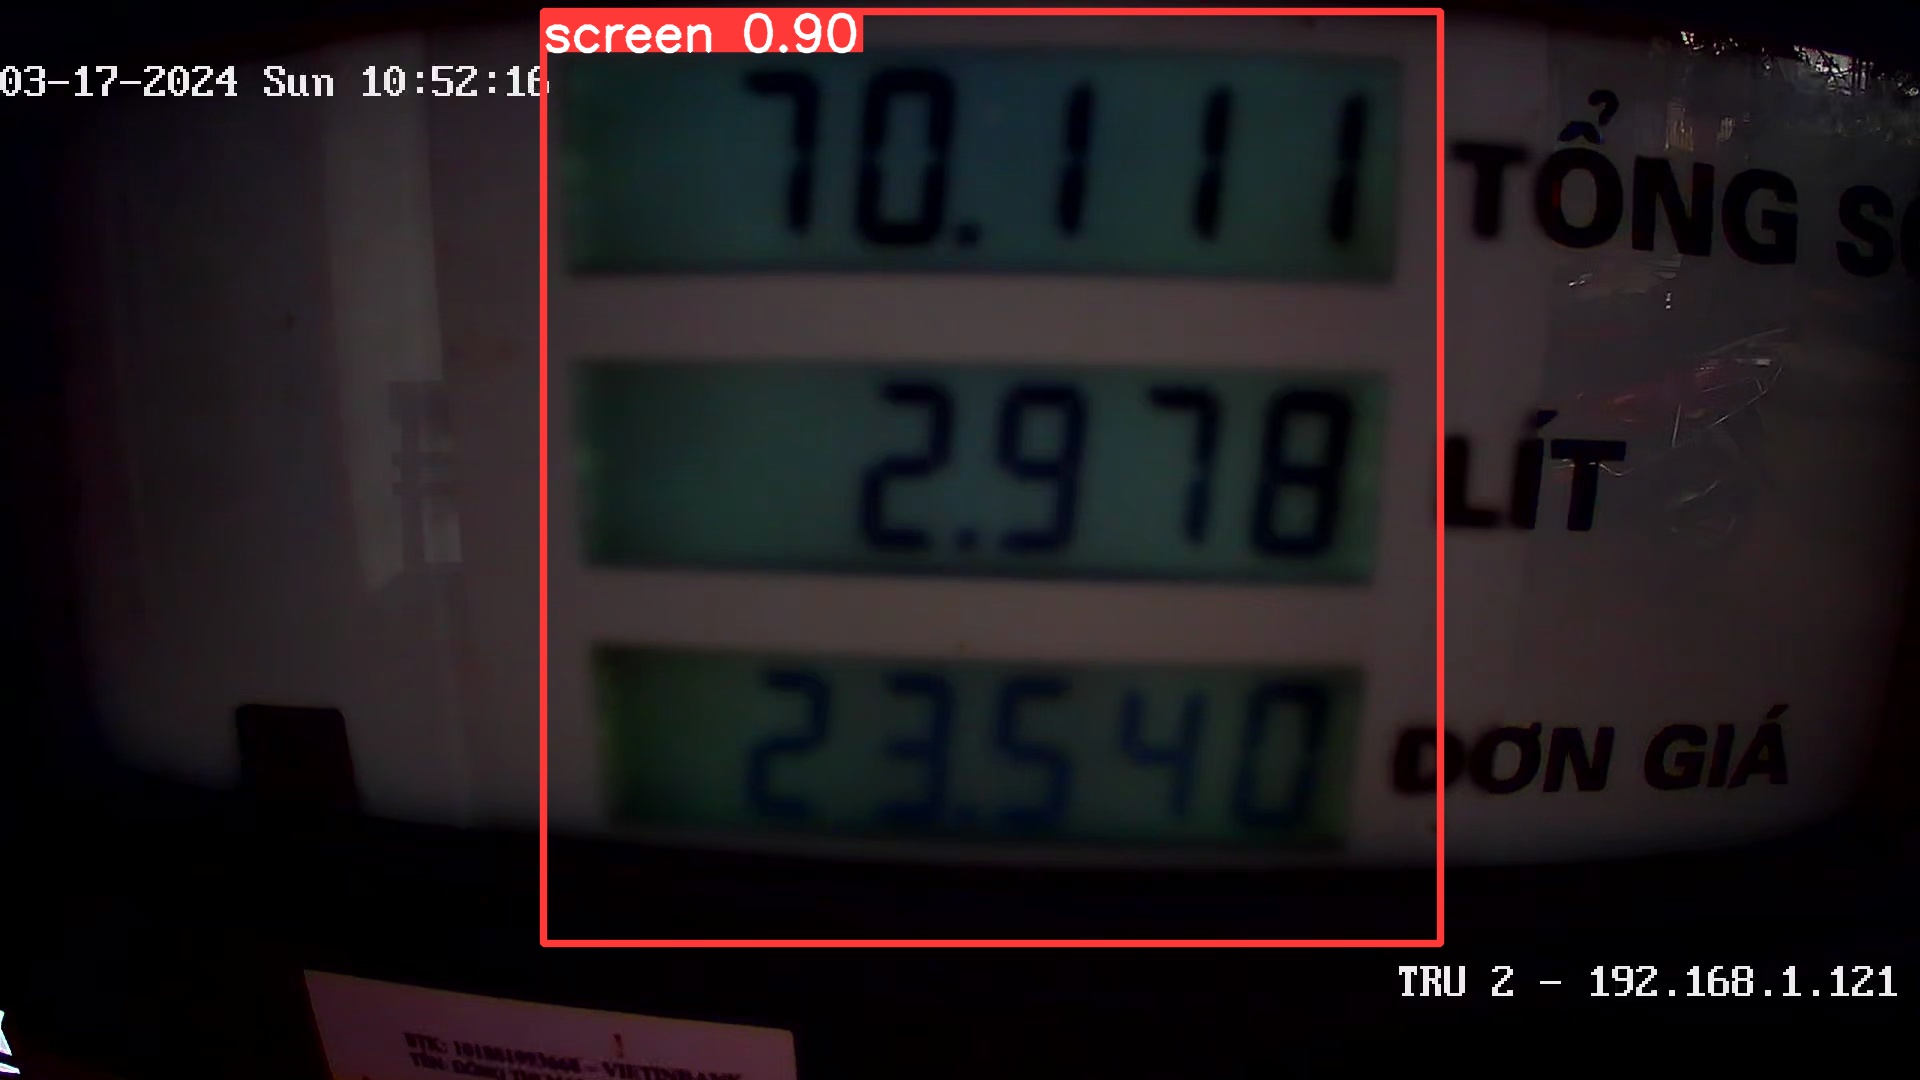 screen 0.90
03-17-2024 Sun 10:52:16
70.111
TỔNG SỐ
2.978
LÍT
23.540
ĐƠN GIÁ
TRU 2 - 192.168.1.121
VIETINBANK